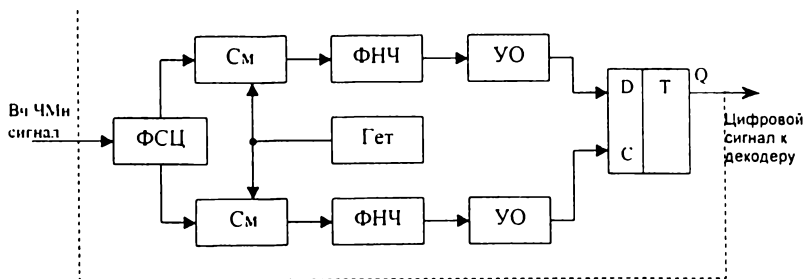 См
ФНЧ
УО
D
T
Q
Вч ЧМн
сигнал
ФСЦ
Гет
C
Цифровой
сигнал к
декодеру
См
ФНЧ
УО